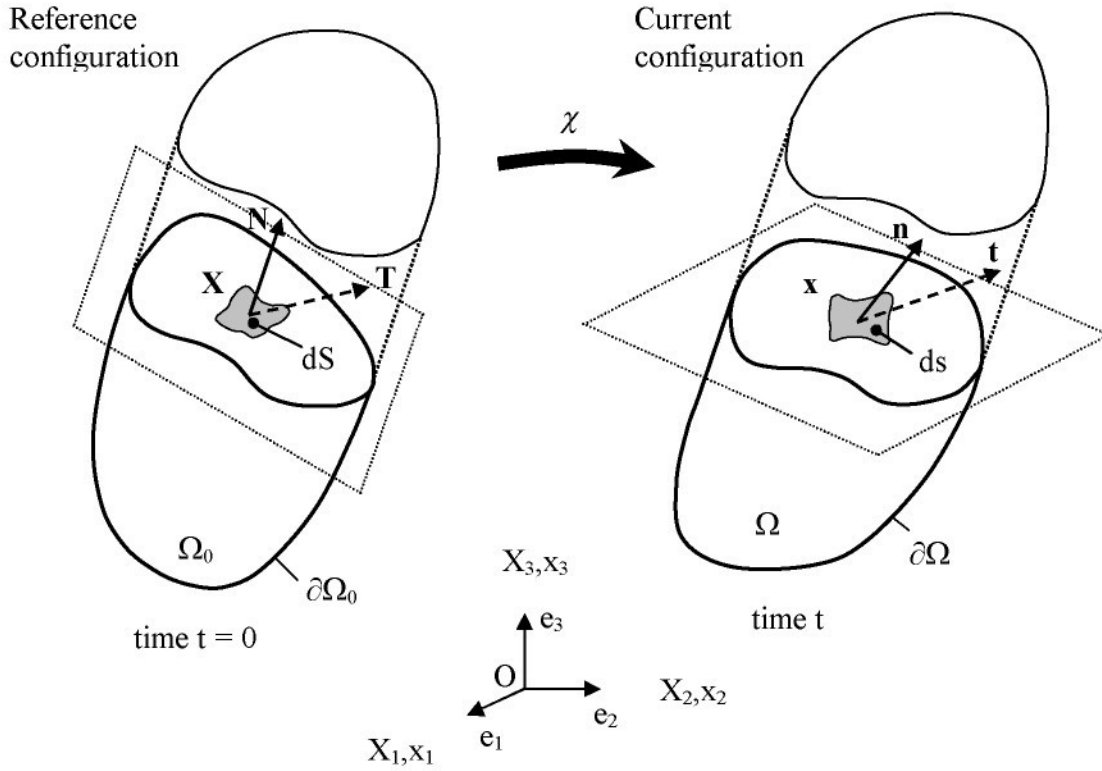 Reference
configuration
Current
configuration
χ
N
T
X
dS
n
t
x
ds
Ω₀
∂Ω₀
time t = 0
Ω
∂Ω
time t
X₃,x₃
e₃
O
e₂
X₂,x₂
e₁
X₁,x₁